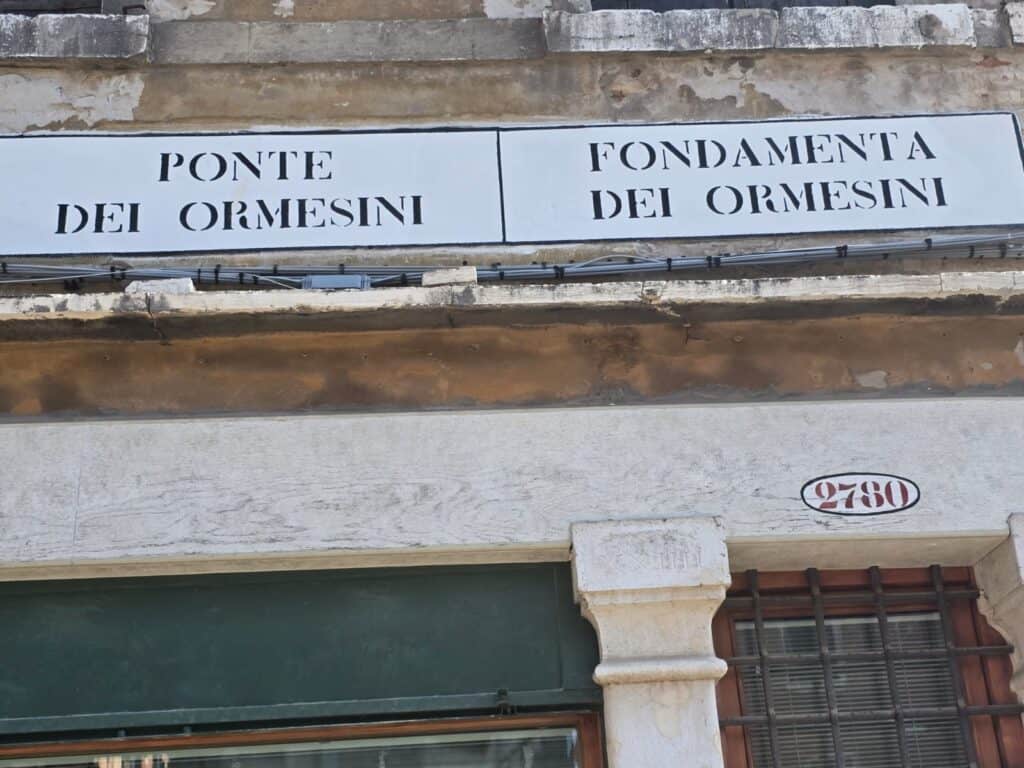 PONTE
DEI ORMESINI
FONDAMENTA
DEI ORMESINI
2780